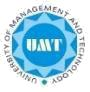 UNIVERSITY OF MANAGEMENT AND TECHNOLOGY
UMT